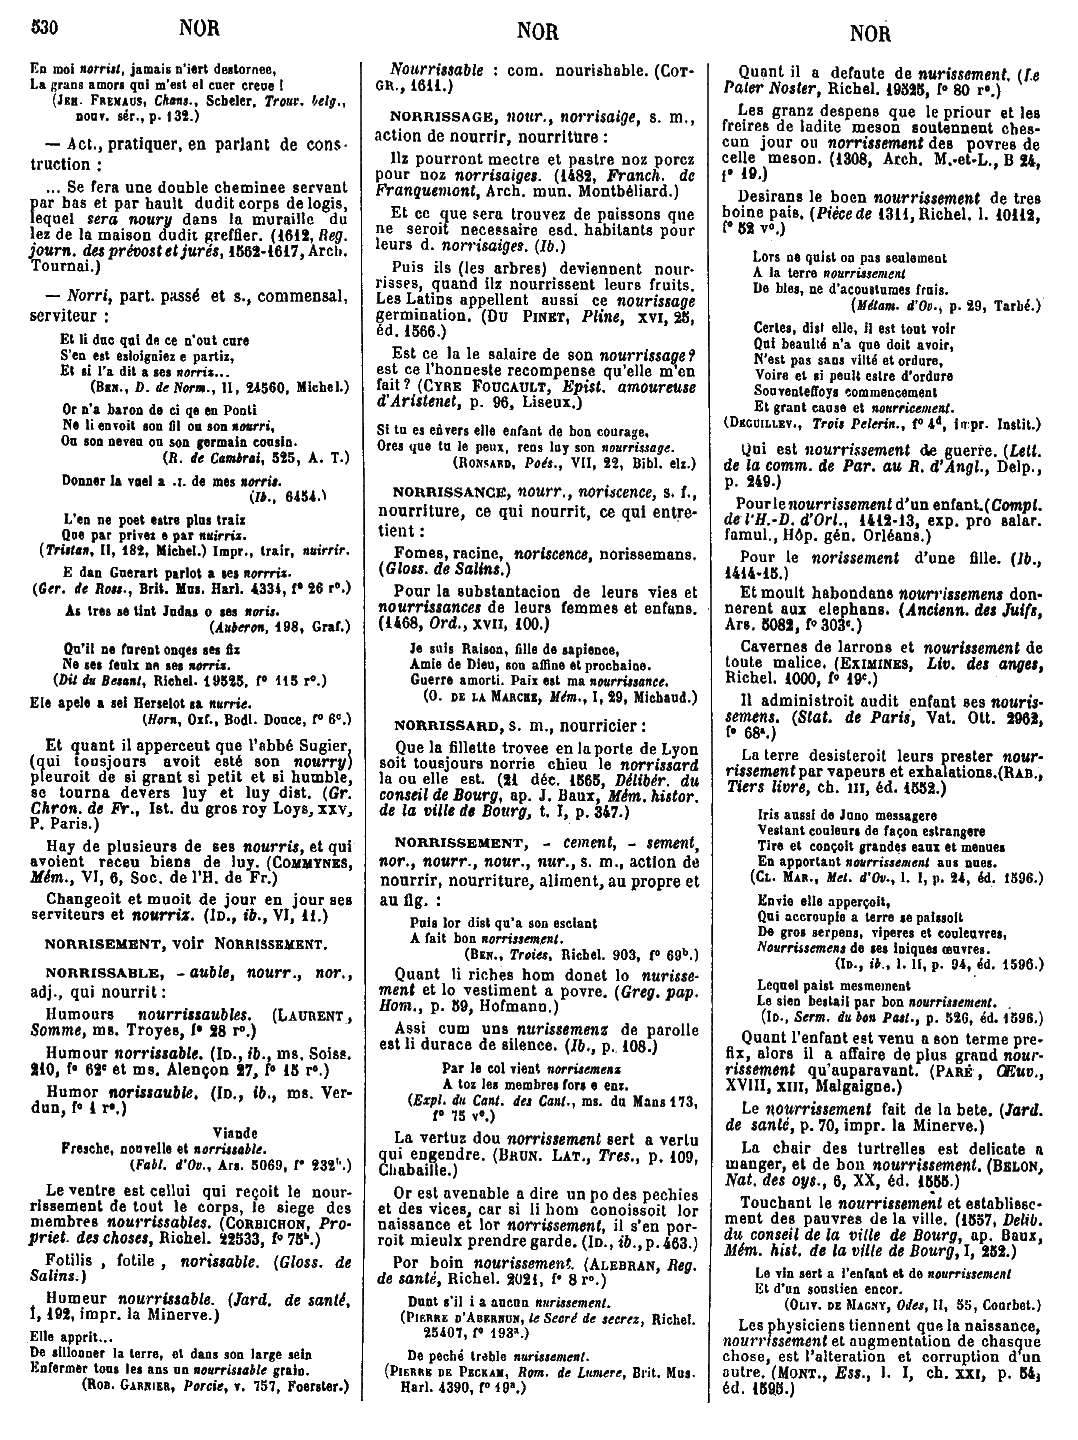 530 NOR NOR NOR
En moi norrist, jamais n'iert destornee,
La grans amors qui m'est el cuer creue !
(JEH. FREMAUS, Chans., Scheler, Trouv. belg.,
nouv. sér., p. 132.)
— Act., pratiquer, en parlant de cons-
truction :
... Se fera une double cheminee servant
par bas et par hault dudit corps de logis,
lequel sera noury dans la muraille du
lez de la maison dudit greffier. (1612, Reg.
journ. des prévost et jurés, 1562-1617, Arch.
Tournai.)
— Norri, part. passé et s., commensal,
serviteur :
Et li duc qui de ce n'out cure
S'en est esloigniez e partiz,
Et si l'a dit a ses norriz...
(BEN., D. de Norm., II, 24560, Michel.)
Or n'a baron de ci qe en Ponti
Ne li envoit son fil ou son nourri,
Ou son neveu ou son germain cousin.
(R. de Cambrai, 525, A. T.)
Donner la vuel a .I. de mes norris.
(Ib., 6454.)
L'en ne poet estre plus traiz
Que par privez e par nuirriz.
(Tristan, II, 182, Michel.) Impr., trair, nuirrir.
E dan Guerart parlot a ses norrriz.
(Ger. de Ross., Brit. Mus. Harl. 4334, f° 26 r°.)
As tres se tint Judas o ses noris.
(Auberon, 198, Graf.)
Qu'il ne furent onqes ses fiz
Ne ses feulx ne ses norriz.
(Dit du Besant, Richel. 19525, f° 115 r°.)
Ele apele a sei Herselot sa nurrie.
(Horn, Oxf., Bodl. Douce, f° 6c.)
Et quant il apperceut que l'abbé Sugier,
(qui tousjours avoit esté son nourry)
pleuroit de si grant si petit et si humble,
se tourna devers luy et luy dist. (Gr.
Chron. de Fr., Ist. du gros roy Loys, XXV,
P. Paris.)
Hay de plusieurs de ses nourris, et qui
avoient receu biens de luy. (COMMYNES,
Mém., VI, 6, Soc. de l'H. de Fr.)
Changeoit et muoit de jour en jour ses
serviteurs et nourriz. (ID., ib., VI, 11.)
NORRISEMENT, voir NORRISSEMENT.
NORRISSABLE, - auble, nourr., nor.,
adj., qui nourrit :
Humours nourrissaubles. (LAURENT,
Somme, ms. Troyes, f° 28 r°.)
Humour norrissable. (ID., ib., ms. Soiss.
210, f° 62c et ms. Alençon 27, f° 15 r°.)
Humor norissauble. (ID., ib., ms. Ver-
dun, f° 1 r°.)
Viande
Fresche, nouvelle et norrissable.
(Fabl. d'Ov., Ars. 5069, f° 232b.)
Le ventre est cellui qui reçoit le nour-
rissement de tout le corps, le siege des
membres nourrissables. (CORBICHON, Pro-
priet. des choses, Richel. 22533, f° 75b.)
Fotilis , fotile , norissable. (Gloss. de
Salins.)
Humeur nourrissable. (Jard. de santé,
I, 192, impr. la Minerve.)
Elle apprit...
De sillonner la terre, et dans son large sein
Enfermer tous les ans un nourrissable grain.
(ROB. GARNIER, Porcie, v. 757, Foerster.)
Nourrissable : com. nourishable. (COT-
GR., 1611.)
NORRISSAGE, nour., norrisaige, s. m.,
action de nourrir, nourriture :
Ilz pourront mectre et pastre noz porcz
pour noz norrisaiges. (1482, Franch. de
Franquemont, Arch. mun. Montbéliard.)
Et ce que sera trouvez de paissons que
ne seroit necessaire esd. habitants pour
leurs d. norrisaiges. (Ib.)
Puis ils (les arbres) deviennent nour-
risses, quand ilz nourrissent leurs fruits.
Les Latins appellent aussi ce nourissage
germination. (DU PINET, Pline, XVI, 25,
éd. 1566.)
Est ce la le salaire de son nourrissage?
est ce l'honneste recompense qu'elle m'en
fait? (CYRE FOUCAULT, Epist. amoureuse
d'Aristenet, p. 96, Liseux.)
Si tu es envers elle enfant de bon courage,
Ores que tu le peux, rens luy son nourrissage.
(RONSARD, Poés., VII, 22, Bibl. elz.)
NORRISSANCE, nourr., noriscence, s. f.,
nourriture, ce qui nourrit, ce qui entre-
tient :
Fomes, racine, noriscence, norissemans.
(Gloss. de Salins.)
Pour la substantacion de leurs vies et
nourrissances de leurs femmes et enfans.
(1468, Ord., XVII, 100.)
Je suis Raison, fille de sapience,
Amie de Dieu, son affine et prochaine.
Guerre amorti. Paix est ma nourrissance.
(O. DE LA MARCHE, Mém., I, 29, Michaud.)
NORRISSARD, s. m., nourricier :
Que la fillette trovee en la porte de Lyon
soit tousjours norrie chieu le norrissard
la ou elle est. (21 déc. 1565, Délibér. du
conseil de Bourg, ap. J. Baux, Mém. histor.
de la ville de Bourg, t. I, p. 347.)
NORRISSEMENT, - cement, - sement,
nor., nourr., nour., nur., s. m., action de
nourrir, nourriture, aliment, au propre et
au fig. :
Puis lor dist qu'a son esclant
A fait bon norrissement.
(BEN., Troies, Richel. 903, f° 69b.)
Quant li riches hom donet lo nurisse-
ment et lo vestiment a povre. (Greg. pap.
Hom., p. 59, Hofmann.)
Assi cum uns nurissemenz de parolle
est li durace de silence. (Ib., p. 108.)
Par le col vient norrisemenz
A toz les membres fors e enz.
(Expl. du Cant. des Cant., ms. du Mans 173,
f° 75 v°.)
La vertuz dou norrissement sert a vertu
qui engendre. (BRUN. LAT., Tres., p. 109,
Chabaille.)
Or est avenable a dire un po des pechies
et des vices, car si li hom conoissoit lor
naissance et lor norrissement, il s'en por-
roit mieulx prendre garde. (ID., ib., p. 463.)
Por boin nourissement. (ALEBRAN, Reg.
de santé, Richel. 2021, f° 8 r°.)
Dunt s'il i a aucun nurissement.
(PIERRE D'ABERNUN, le Secré de secrez, Richel.
25407, f° 193a.)
De peché treble nurissement.
(PIERRE DE PECKAM, Rom. de Lumere, Brit. Mus.
Harl. 4390, f° 19a.)
Quant il a defaute de nurissement. (Le
Pater Noster, Richel. 19525, f° 80 r°.)
Les granz despens que le priour et les
freires de ladite meson soutennent ches-
cun jour ou norrissement des povres de
celle meson. (1308, Arch. M.-et-L., B 24,
f° 19.)
Desirans le boen nourrissement de tres
boine païs. (Pièce de 1311, Richel. l. 10112,
f° 52 v°.)
Lors ne quist on pas seulement
A la terre nourrissement
De bles, ne d'acoustumes fruis.
(Métam. d'Ov., p. 29, Tarbé.)
Certes, dist elle, il est tout voir
Qui beaulté n'a que doit avoir,
N'est pas sans vilté et ordure,
Voire et si peult estre d'ordure
Souventeffoys commencement
Et grant cause et nourricement.
(DEGUILLEV., Trois Pelerin., f° 4d, impr. Instit.)
Qui est nourrissement de guerre. (Lett.
de la comm. de Par. au R. d'Angl., Delp.,
p. 249.)
Pour le nourrissement d'un enfant. (Compt.
de l'H.-D. d'Orl., 1412-13, exp. pro salar.
famul., Hôp. gén. Orléans.)
Pour le norissement d'une fille. (Ib.,
1414-15.)
Et moult habondans nourrissemens don-
nerent aux elephans. (Ancienn. des Juifs,
Ars. 5082, f° 303c.)
Cavernes de larrons et nourissement de
toute malice. (EXIMINES, Liv. des anges,
Richel. 1000, f° 19c.)
Il administroit audit enfant ses nouris-
semens. (Stat. de Paris, Vat. Ott. 2962,
f° 68a.)
La terre desisteroit leurs prester nour-
rissement par vapeurs et exhalations. (RAB.,
Tiers livre, ch. III, éd. 1552.)
Iris aussi de Juno messagere
Vestant couleurs de façon estrangere
Tire et conçoit grandes eaux et menues
En apportant nourrissement aus nues.
(CL. MAR., Met. d'Ov., l. I, p. 24, éd. 1596.)
Envie elle apperçoit,
Qui accroupie a terre se paissoit
De gros serpens, viperes et couleuvres,
Nourrissemens de ses iniques œuvres.
(ID., ib., l. II, p. 94, éd. 1596.)
Lequel paist mesmement
Le sien bestail par bon nourrissement.
(ID., Serm. du bon Past., p. 526, éd. 1596.)
Quant l'enfant est venu a son terme pre-
fix, alors il a affaire de plus grand nour-
rissement qu'auparavant. (PARÉ, Œuv.,
XVIII, XIII, Malgaigne.)
Le nourrissement fait de la bete. (Jard.
de santé, p. 70, impr. la Minerve.)
La chair des turtrelles est delicate a
manger, et de bon nourrissement. (BELON,
Nat. des oys., 6, XX, éd. 1555.)
Touchant le nourrissement et establisse-
ment des pauvres de la ville. (1557, Delib.
du conseil de la ville de Bourg, ap. Baux,
Mém. hist. de la ville de Bourg, I, 252.)
Le vin sert a l'enfant et de nourrissement
Et d'un soustien encor.
(OLIV. DE MAGNY, Odes, II, 55, Courbet.)
Les physiciens tiennent que la naissance,
nourrissement et augmentation de chasque
chose, est l'alteration et corruption d'un
autre. (MONT., Ess., l. I, ch. XXI, p. 54,
éd. 1595.)